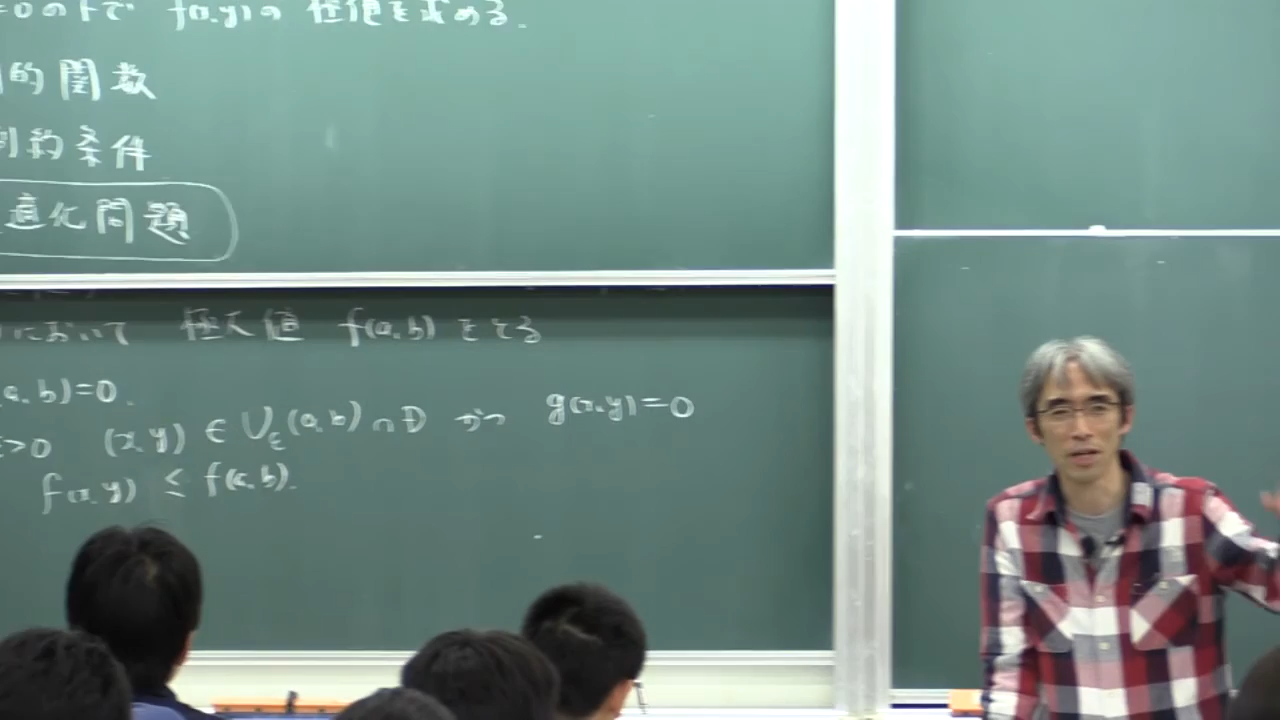 =0の下で f(x,y)の 極値を求める.
的関数
制約条件
適化問題
において 極大値 f(a,b) をとる
(a,b)=0.
ε>0 (x,y) ∈ U_ε(a,b) ∩ D かつ g(x,y)=0
f(x,y) ≤ f(a,b).